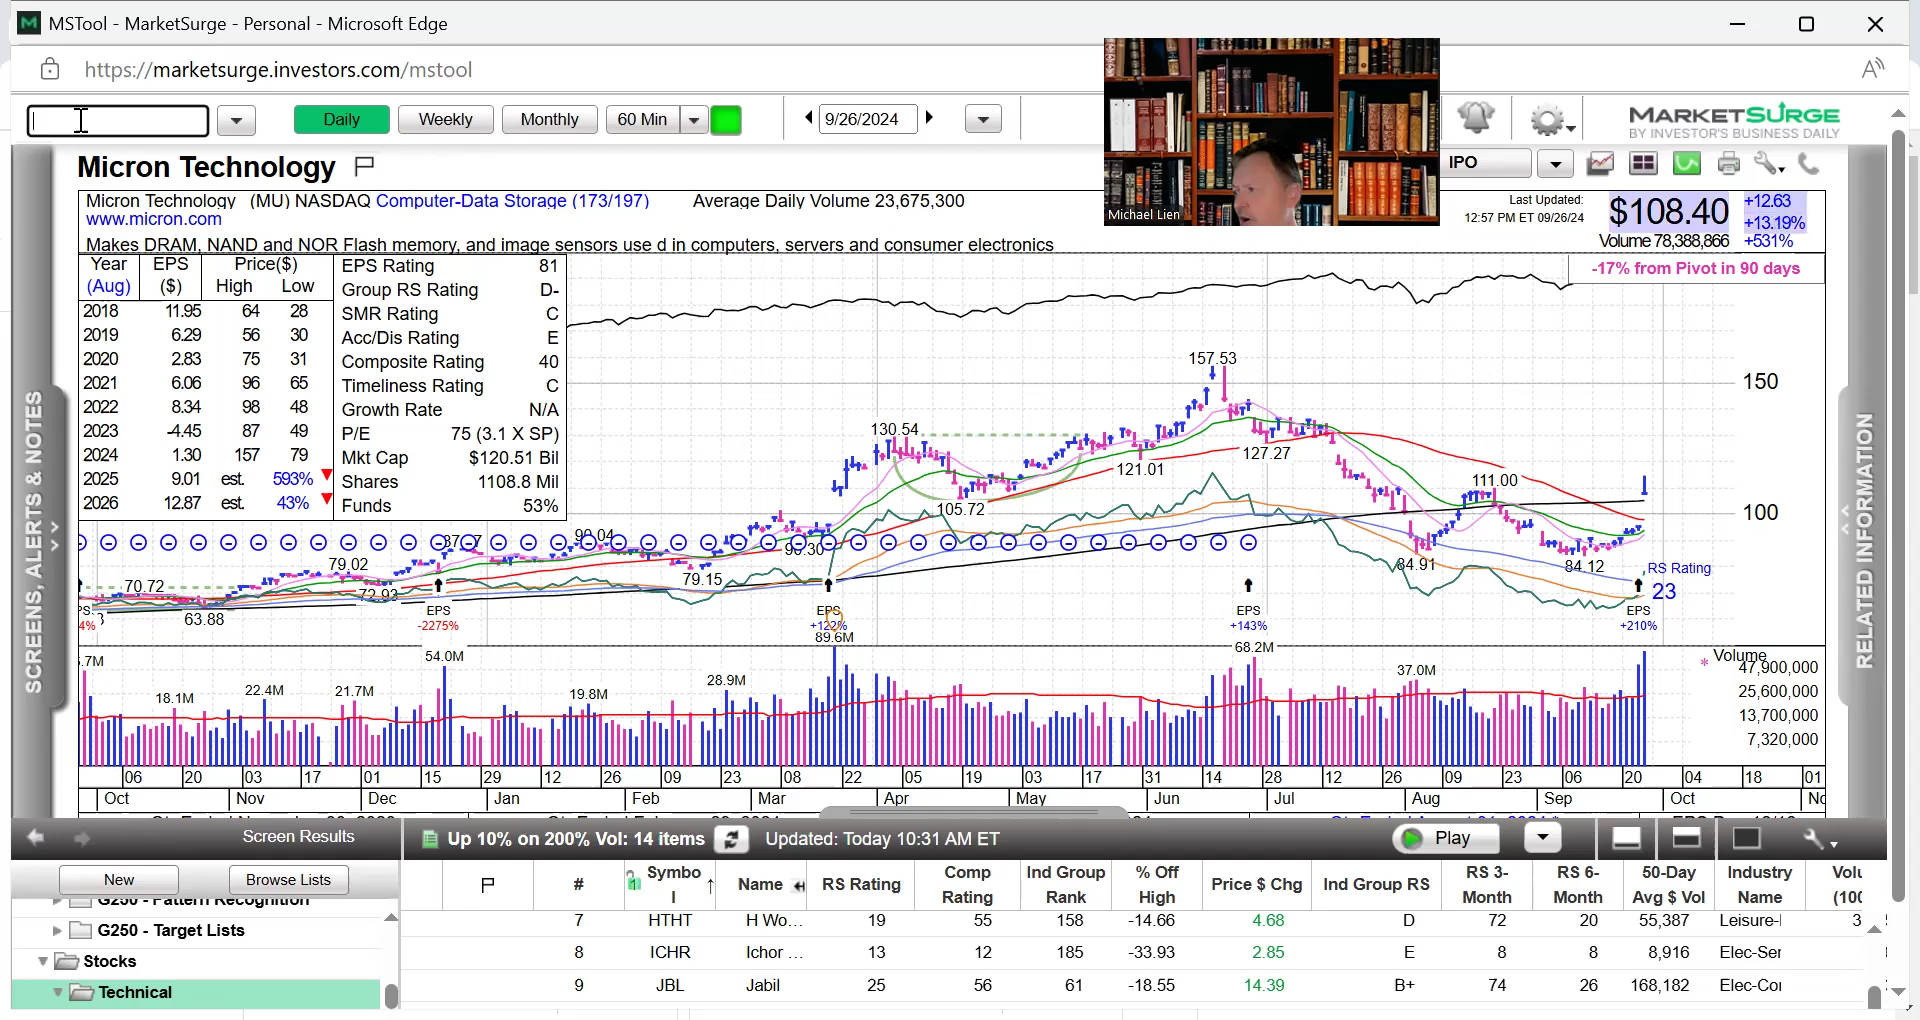 MSTool - MarketSurge - Personal - Microsoft Edge
https://marketsurge.investors.com/mstool
Daily
Weekly
Monthly
60 Min
9/26/2024
MARKETSURGE
BY INVESTOR'S BUSINESS DAILY
Michael Lien
IPO
Micron Technology
Micron Technology (MU) NASDAQ Computer-Data Storage (173/197) Average Daily Volume 23,675,300
www.micron.com
Makes DRAM, NAND and NOR Flash memory, and image sensors use d in computers, servers and consumer electronics
Last Updated:
12:57 PM ET 09/26/24
$108.40
+12.63
+13.19%
Volume 78,388,866 +531%
-17% from Pivot in 90 days
Year EPS Price($)
(Aug) ($) High Low
2018 11.95 64 28
2019 6.29 56 30
2020 2.83 75 31
2021 6.06 96 65
2022 8.34 98 48
2023 -4.45 87 49
2024 1.30 157 79
2025 9.01 est. 593%
2026 12.87 est. 43%
EPS Rating 81
Group RS Rating D-
SMR Rating C
Acc/Dis Rating E
Composite Rating 40
Timeliness Rating C
Growth Rate N/A
P/E 75 (3.1 X SP)
Mkt Cap $120.51 Bil
Shares 1108.8 Mil
Funds 53%
157.53
150
130.54
127.27
121.01
111.00
105.72
100
90.04
90.30
84.91
84.12
79.02
79.15
70.72
72.93
63.88
RS Rating
23
EPS
4%
EPS
-2275%
EPS
+122%
EPS
+143%
EPS
+210%
89.6M
54.0M
68.2M
.7M
18.1M
22.4M
21.7M
19.8M
28.9M
37.0M
* Volume
47,900,000
25,600,000
13,700,000
7,320,000
06 20 03 17 01 15 29 12 26 09 23 08 22 05 19 03 17 31 14 28 12 26 09 23 06 20 04 18 01
Oct Nov Dec Jan Feb Mar Apr May Jun Jul Aug Sep Oct
SCREENS, ALERTS & NOTES
RELATED INFORMATION
Screen Results
Up 10% on 200% Vol: 14 items
Updated: Today 10:31 AM ET
Play
New
Browse Lists
G250 - Pattern Recognition
G250 - Target Lists
Stocks
Technical
# Symbo
l Name RS Rating Comp
Rating Ind Group
Rank % Off
High Price $ Chg Ind Group RS RS 3-
Month RS 6-
Month 50-Day
Avg $ Vol Industry
Name Volu
(100
7 HTHT H Wo... 19 55 158 -14.66 4.68 D 72 20 55,387 Leisure-
8 ICHR Ichor ... 13 12 185 -33.93 2.85 E 8 8 8,916 Elec-Ser
9 JBL Jabil 25 56 61 -18.55 14.39 B+ 74 26 168,182 Elec-Cor